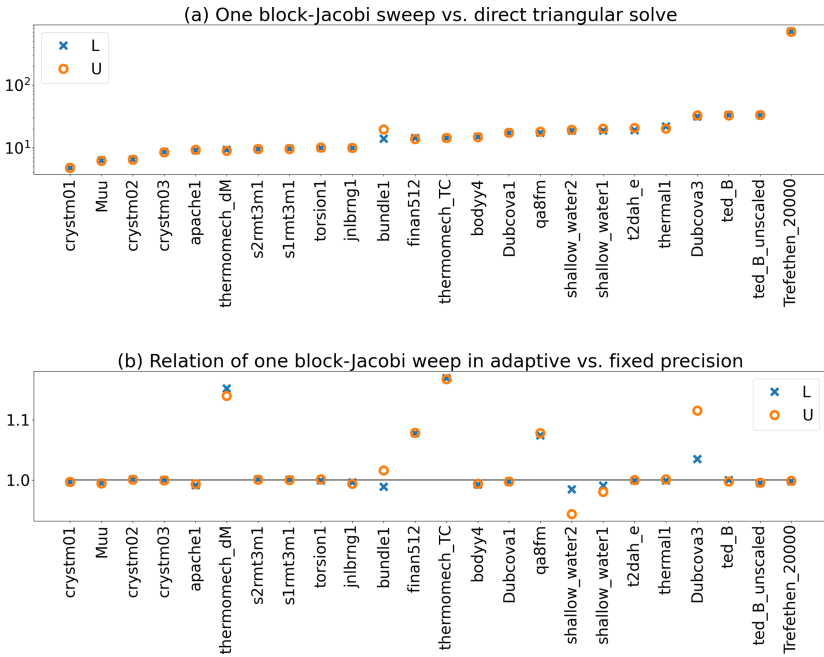 (a) One block-Jacobi sweep vs. direct triangular solve
L
U
10²
10¹
crystm01
Muu
crystm02
crystm03
apache1
thermomech_dM
s2rmt3m1
s1rmt3m1
torsion1
jnlbrng1
bundle1
finan512
thermomech_TC
bodyy4
Dubcova1
qa8fm
shallow_water2
shallow_water1
t2dah_e
thermal1
Dubcova3
ted_B
ted_B_unscaled
Trefethen_20000
(b) Relation of one block-Jacobi weep in adaptive vs. fixed precision
L
U
1.1
1.0
crystm01
Muu
crystm02
crystm03
apache1
thermomech_dM
s2rmt3m1
s1rmt3m1
torsion1
jnlbrng1
bundle1
finan512
thermomech_TC
bodyy4
Dubcova1
qa8fm
shallow_water2
shallow_water1
t2dah_e
thermal1
Dubcova3
ted_B
ted_B_unscaled
Trefethen_20000